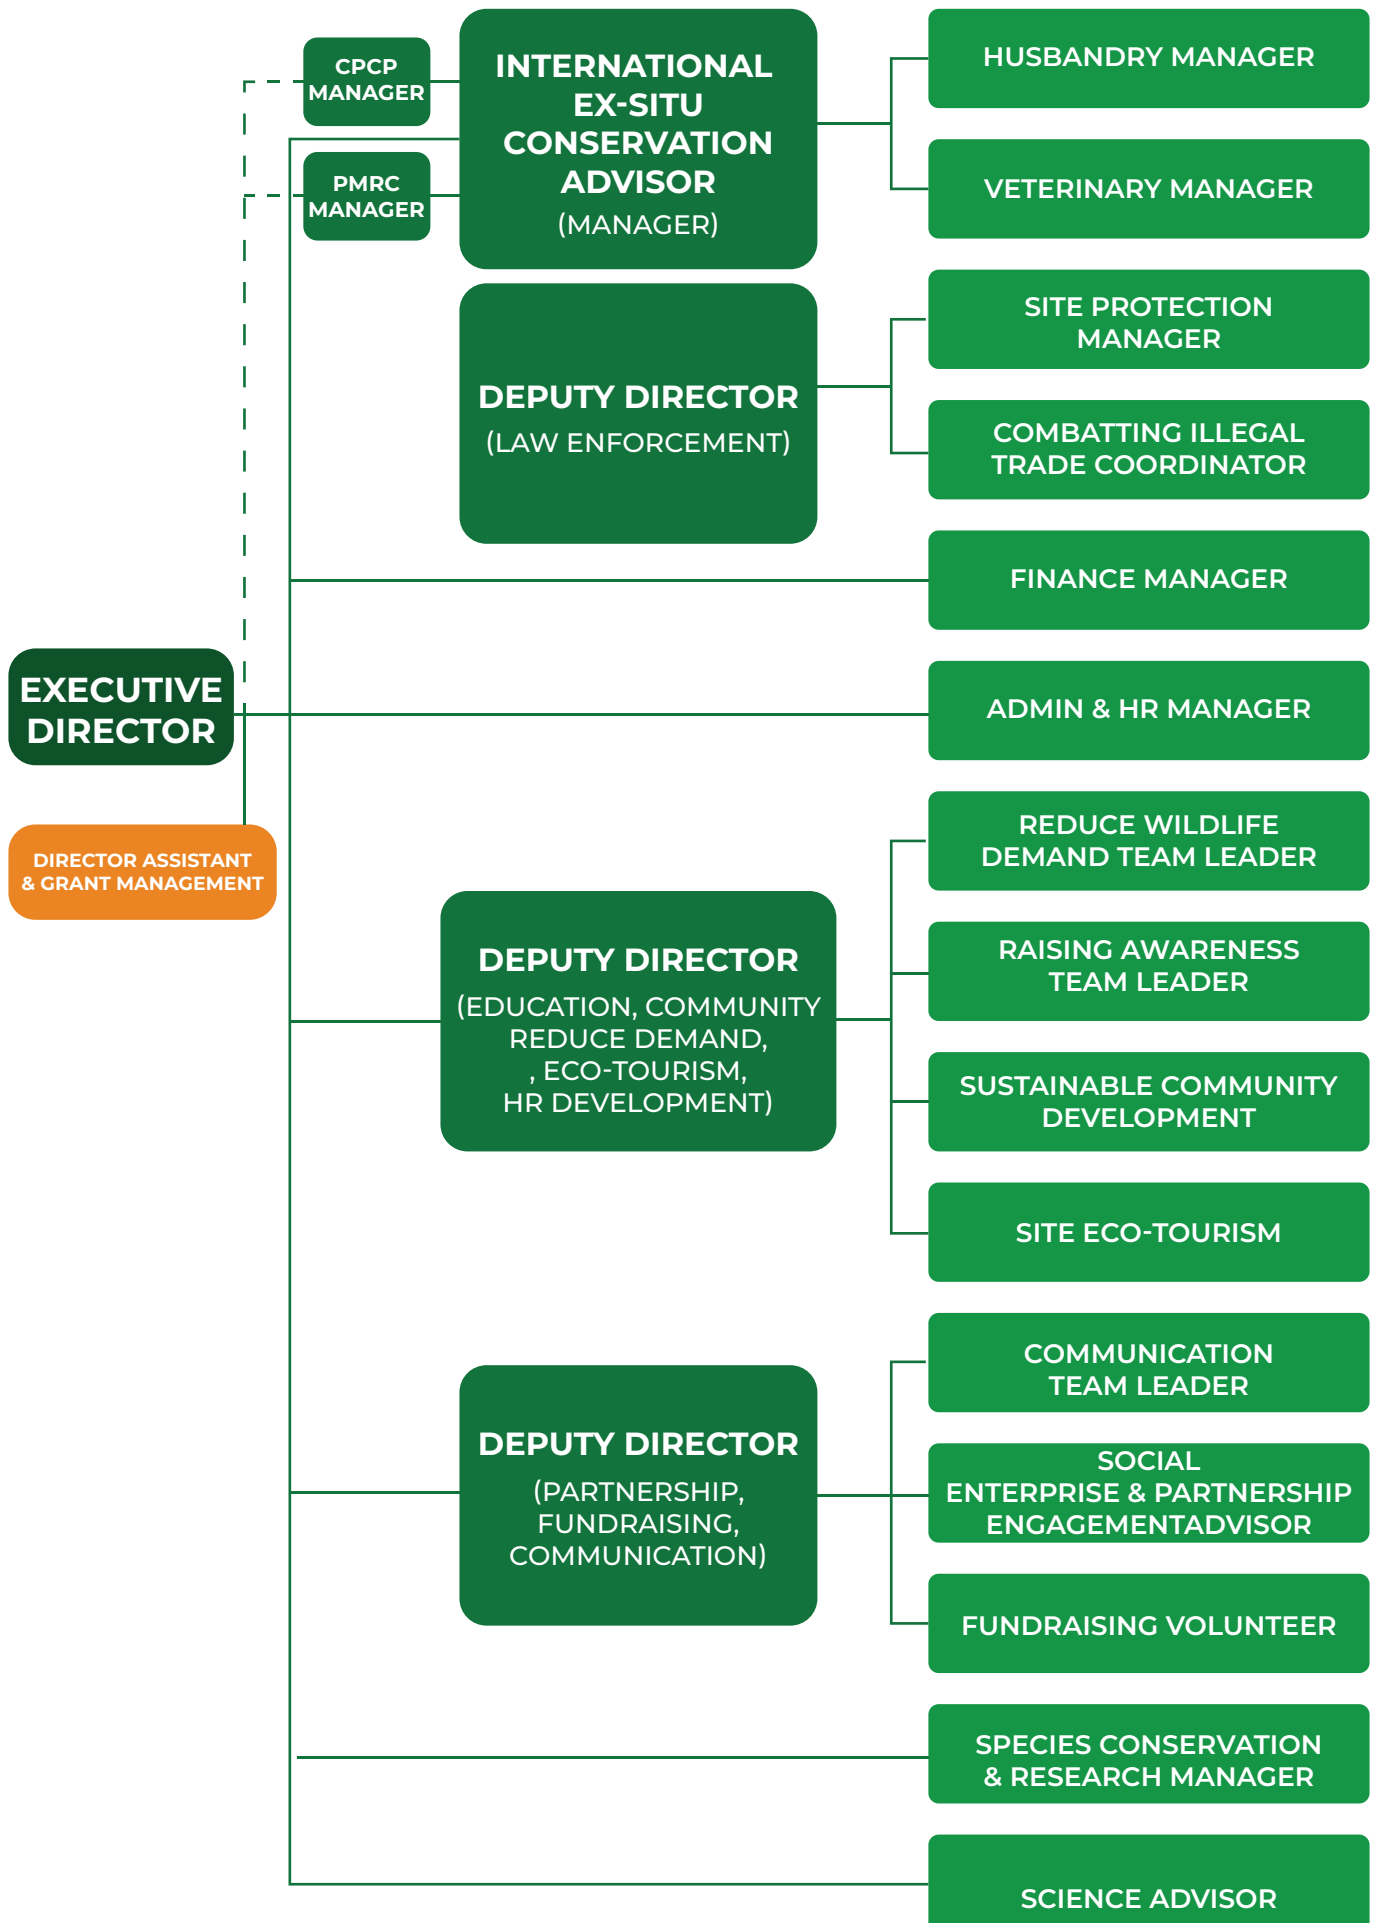 CPCP
MANAGER
PMRC
MANAGER
INTERNATIONAL
EX-SITU
CONSERVATION
ADVISOR
(MANAGER)
HUSBANDRY MANAGER
VETERINARY MANAGER
DEPUTY DIRECTOR
(LAW ENFORCEMENT)
SITE PROTECTION
MANAGER
COMBATTING ILLEGAL
TRADE COORDINATOR
FINANCE MANAGER
EXECUTIVE
DIRECTOR
ADMIN & HR MANAGER
DIRECTOR ASSISTANT
& GRANT MANAGEMENT
DEPUTY DIRECTOR
(EDUCATION, COMMUNITY
REDUCE DEMAND,
, ECO-TOURISM,
HR DEVELOPMENT)
REDUCE WILDLIFE
DEMAND TEAM LEADER
RAISING AWARENESS
TEAM LEADER
SUSTAINABLE COMMUNITY
DEVELOPMENT
SITE ECO-TOURISM
DEPUTY DIRECTOR
(PARTNERSHIP,
FUNDRAISING,
COMMUNICATION)
COMMUNICATION
TEAM LEADER
SOCIAL
ENTERPRISE & PARTNERSHIP
ENGAGEMENTADVISOR
FUNDRAISING VOLUNTEER
SPECIES CONSERVATION
& RESEARCH MANAGER
SCIENCE ADVISOR